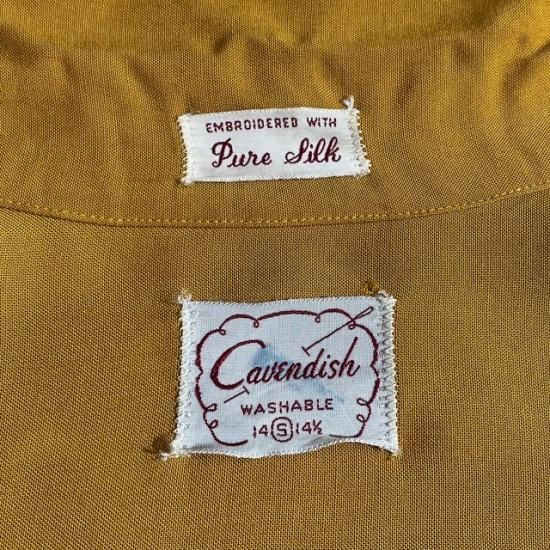 EMBROIDERED WITH
Pure Silk
Cavendish
WASHABLE
14 S 14½